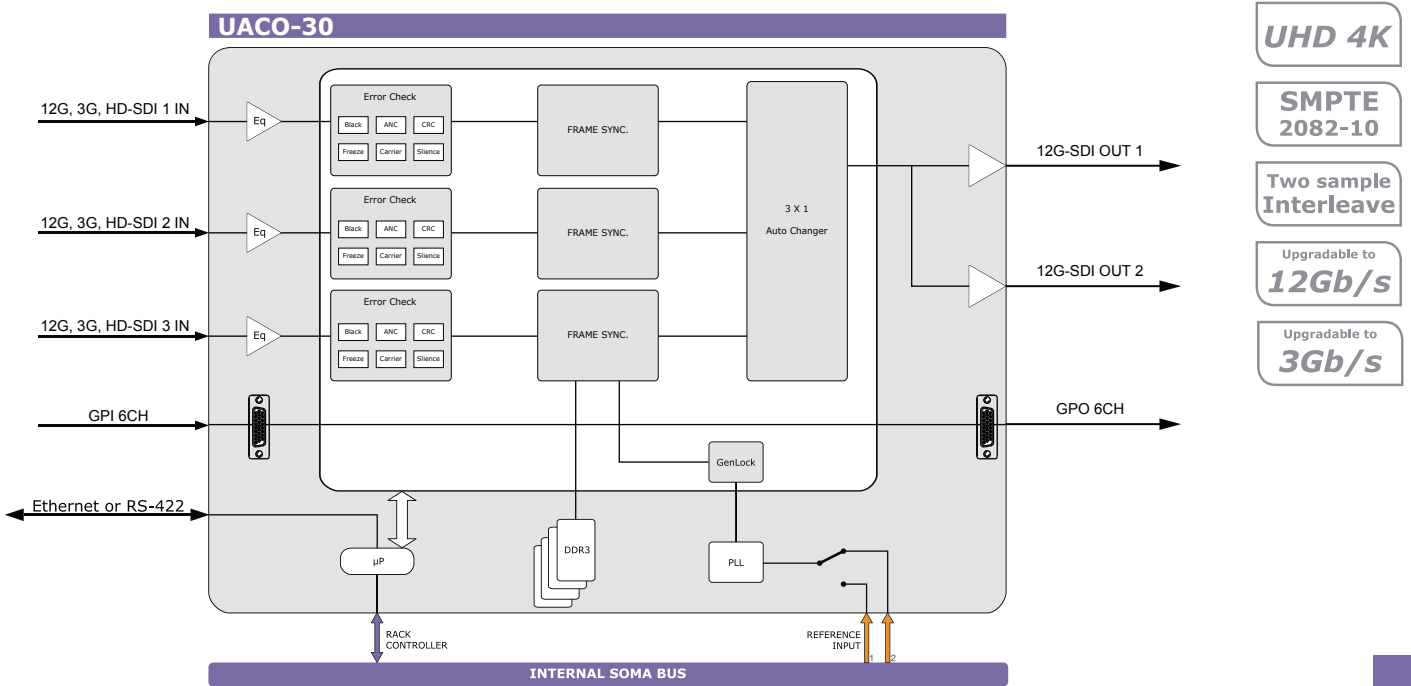 UACO-30
UHD 4K
SMPTE
2082-10
Two sample
Interleave
Upgradable to
12Gb/s
Upgradable to
3Gb/s
12G, 3G, HD-SDI 1 IN
Eq
Error Check
Black ANC CRC
Freeze Carrier Slience
FRAME SYNC.
12G, 3G, HD-SDI 2 IN
Eq
Error Check
Black ANC CRC
Freeze Carrier Slience
FRAME SYNC.
12G, 3G, HD-SDI 3 IN
Eq
Error Check
Black ANC CRC
Freeze Carrier Slience
FRAME SYNC.
3 X 1
Auto Changer
12G-SDI OUT 1
12G-SDI OUT 2
GPI 6CH
GPO 6CH
GenLock
Ethernet or RS-422
µP
DDR3
PLL
RACK
CONTROLLER
REFERENCE
INPUT
1 2
INTERNAL SOMA BUS